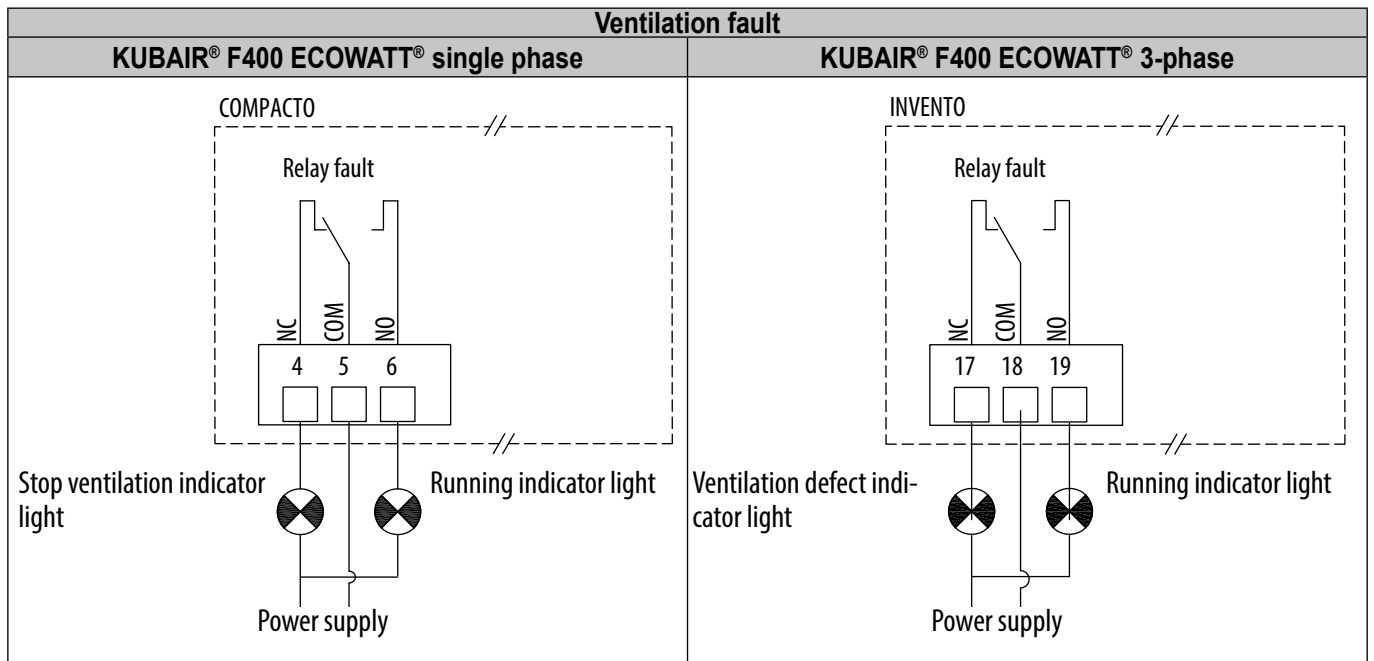 Ventilation fault
KUBAIR® F400 ECOWATT® single phase
KUBAIR® F400 ECOWATT® 3-phase
COMPACTO
Relay fault
NC
COM
NO
4 5 6
Stop ventilation indicator
light
Running indicator light
Power supply
INVENTO
Relay fault
NC
COM
NO
17 18 19
Ventilation defect indi-
cator light
Running indicator light
Power supply